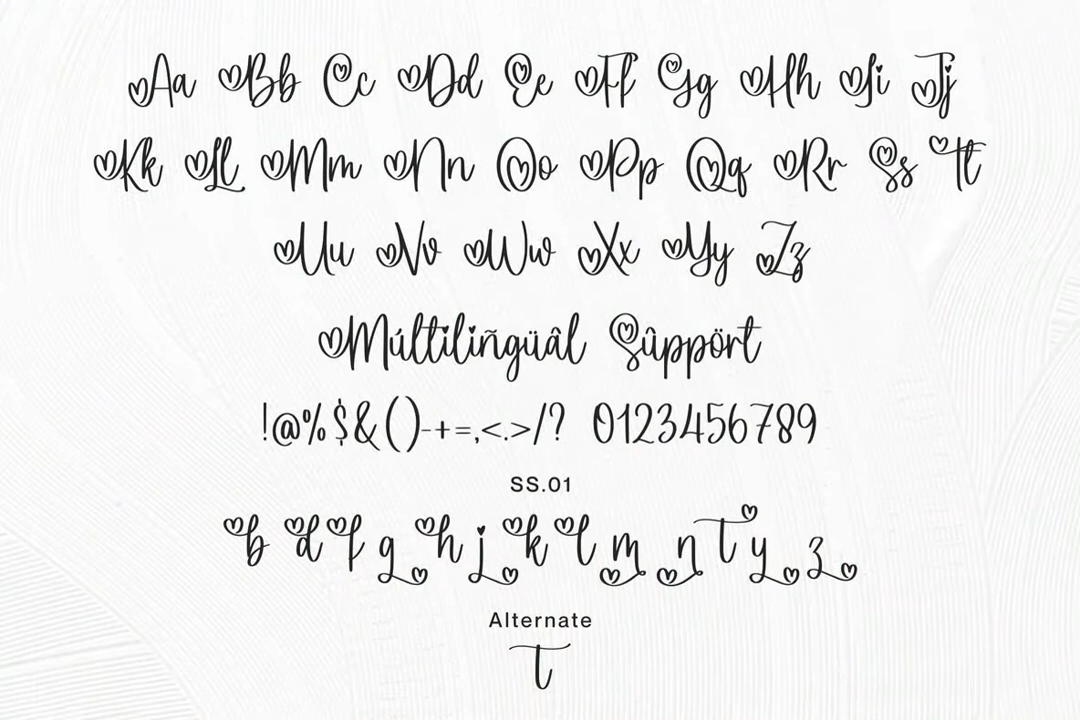 Aa Bb Cc Dd Ee Ff Gg Hh Ii Jj
Kk Ll Mm Nn Oo Pp Qq Rr Ss Tt
Uu Vv Ww Xx Yy Zz
Múltiliñgüâl Sûppört
!@%$&()-+=,<.>/? 0123456789
SS.01
b d f g h j k l m n t y z
Alternate
t